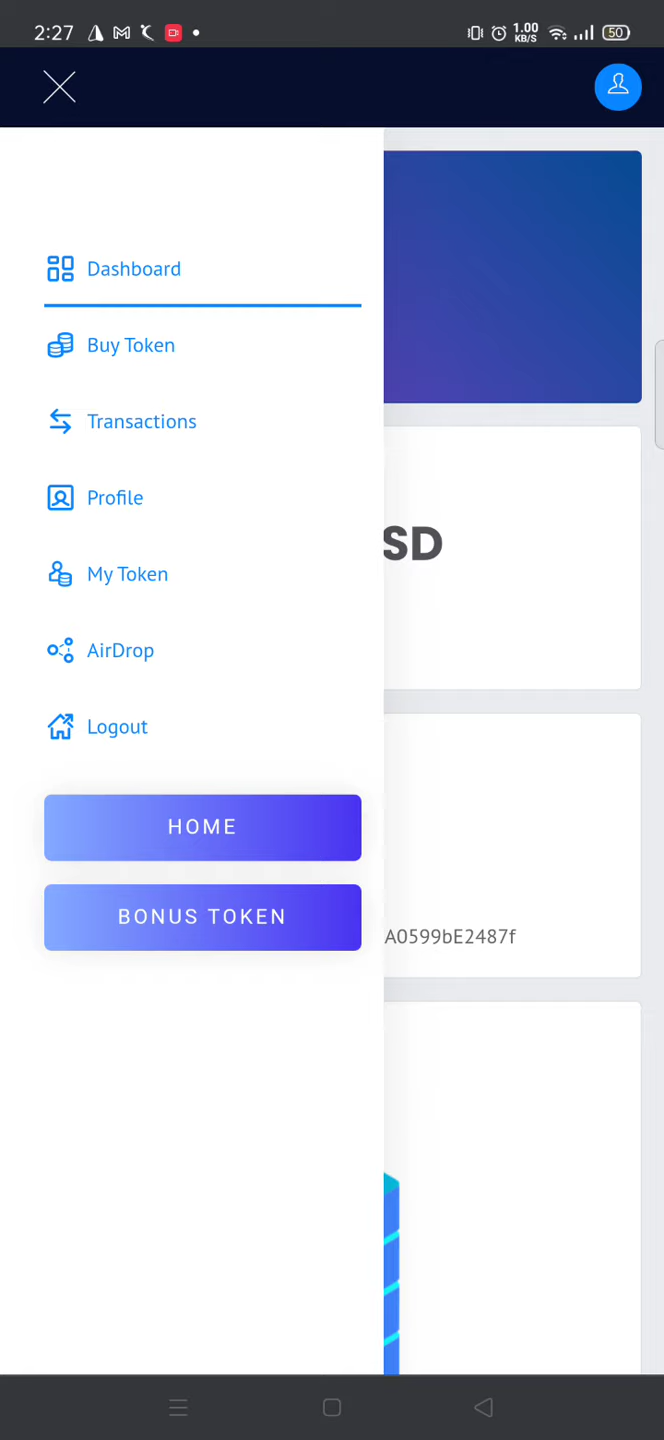 2:27 1.00 KB/S 50
Dashboard
Buy Token
Transactions
SD
Profile
My Token
AirDrop
Logout
HOME
BONUS TOKEN
A0599bE2487f